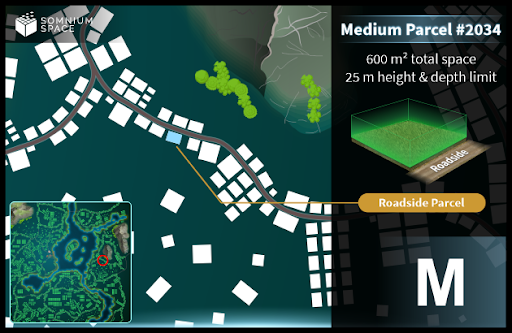 SOMNIUM
SPACE
Medium Parcel #2034
600 m² total space
25 m height & depth limit
Roadside
Roadside Parcel
M